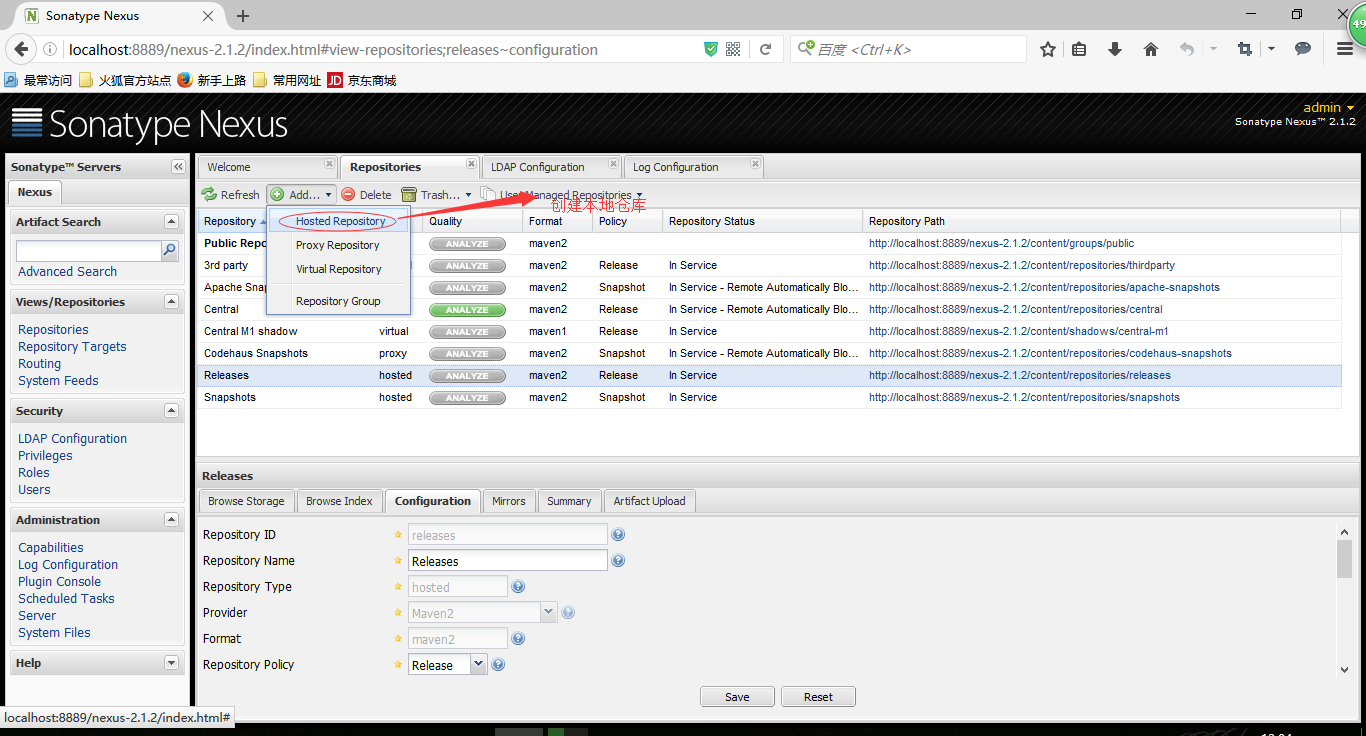 Sonatype Nexus
localhost:8889/nexus-2.1.2/index.html#view-repositories;releases~configuration
百度 <Ctrl+K>
49
最常访问 火狐官方站点 新手上路 常用网址 JD 京东商城
Sonatype Nexus
admin
Sonatype Nexus™ 2.1.2
Sonatype™ Servers
Nexus
Artifact Search
Advanced Search
Views/Repositories
Repositories
Repository Targets
Routing
System Feeds
Security
LDAP Configuration
Privileges
Roles
Users
Administration
Capabilities
Log Configuration
Plugin Console
Scheduled Tasks
Server
System Files
Help
Welcome Repositories LDAP Configuration Log Configuration
Refresh Add... Delete Trash... User Managed Repositories
创建本地仓库
Hosted Repository
Proxy Repository
Virtual Repository
Repository Group
Repository Quality Format Policy Repository Status Repository Path
Public Repo ANALYZE maven2 http://localhost:8889/nexus-2.1.2/content/groups/public
3rd party ANALYZE maven2 Release In Service http://localhost:8889/nexus-2.1.2/content/repositories/thirdparty
Apache Snap ANALYZE maven2 Snapshot In Service - Remote Automatically Blo... http://localhost:8889/nexus-2.1.2/content/repositories/apache-snapshots
Central ANALYZE maven2 Release In Service - Remote Automatically Blo... http://localhost:8889/nexus-2.1.2/content/repositories/central
Central M1 shadow virtual ANALYZE maven1 Release In Service http://localhost:8889/nexus-2.1.2/content/shadows/central-m1
Codehaus Snapshots proxy ANALYZE maven2 Snapshot In Service - Remote Automatically Blo... http://localhost:8889/nexus-2.1.2/content/repositories/codehaus-snapshots
Releases hosted ANALYZE maven2 Release In Service http://localhost:8889/nexus-2.1.2/content/repositories/releases
Snapshots hosted ANALYZE maven2 Snapshot In Service http://localhost:8889/nexus-2.1.2/content/repositories/snapshots
Releases
Browse Storage Browse Index Configuration Mirrors Summary Artifact Upload
Repository ID releases
Repository Name Releases
Repository Type hosted
Provider Maven2
Format maven2
Repository Policy Release
Save Reset
localhost:8889/nexus-2.1.2/index.html#